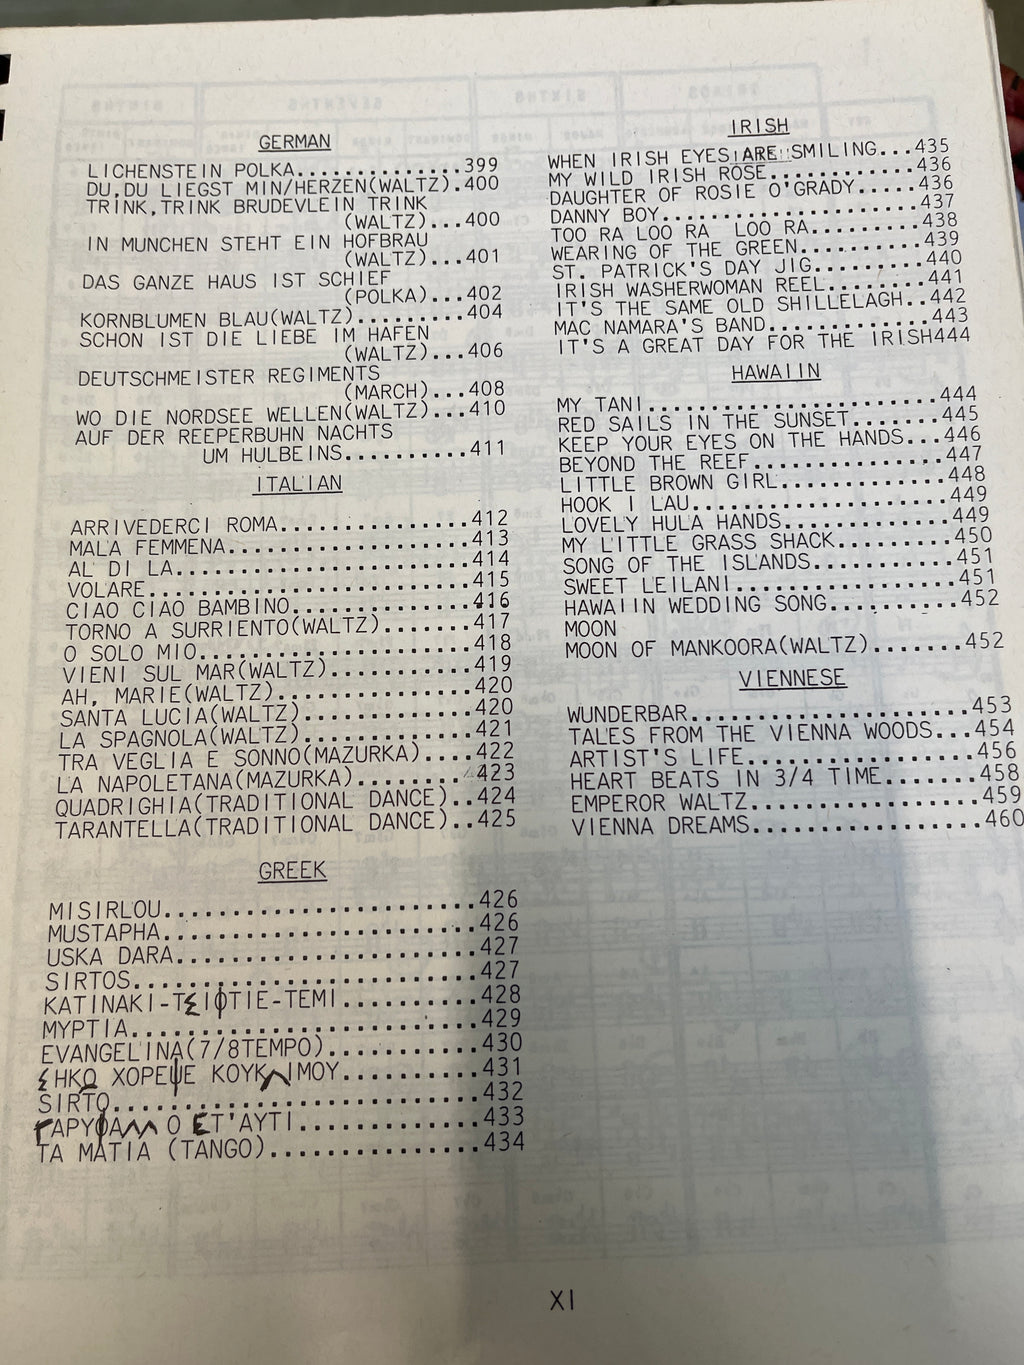 GERMAN
LICHENSTEIN POLKA...............399
DU,DU LIEGST MIN/HERZEN(WALTZ).400
TRINK,TRINK BRUDEVLEIN TRINK
(WALTZ)...400
IN MUNCHEN STEHT EIN HOFBRAU
(WALTZ)...401
DAS GANZE HAUS IST SCHIEF
(POLKA)...402
KORNBLUMEN BLAU(WALTZ).........404
SCHON IST DIE LIEBE IM HAFEN
(WALTZ)...406
DEUTSCHMEISTER REGIMENTS
(MARCH)...408
WO DIE NORDSEE WELLEN(WALTZ)...410
AUF DER REEPERBUHN NACHTS
UM HULBEINS..........411
ITALIAN
ARRIVEDERCI ROMA................412
MALA FEMMENA....................413
AL DI LA........................414
VOLARE..........................415
CIAO CIAO BAMBINO...............416
TORNO A SURRIENTO(WALTZ).......417
O SOLO MIO......................418
VIENI SUL MAR(WALTZ)...........419
AH, MARIE(WALTZ)...............420
SANTA LUCIA(WALTZ).............420
LA SPAGNOLA(WALTZ).............421
TRA VEGLIA E SONNO(MAZURKA)....422
LA NAPOLETANA(MAZURKA).........423
QUADRIGHIA(TRADITIONAL DANCE)..424
TARANTELLA(TRADITIONAL DANCE)..425
GREEK
MISIRLOU........................426
MUSTAPHA........................426
USKA DARA.......................427
SIRTOS..........................427
KATINAKI-TΣΙΦΤΙΕ-ΤΕΜΙ..........428
MYPTIA..........................429
EVANGELINA(7/8TEMPO)...........430
ΣΗΚΩ ΧΟΡΕΨΕ ΚΟΥΚΛΙΜΟΥ..........431
SIRTO...........................432
ΓΑΡΥΦΑΛΛΟ ΣΤ'ΑΥΤΙ..............433
TA MATIA (TANGO)...............434
IRISH
WHEN IRISH EYES ARE SMILING...435
MY WILD IRISH ROSE.............436
DAUGHTER OF ROSIE O'GRADY.....436
DANNY BOY......................437
TOO RA LOO RA LOO RA..........438
WEARING OF THE GREEN..........439
ST. PATRICK'S DAY JIG.........440
IRISH WASHERWOMAN REEL........441
IT'S THE SAME OLD SHILLELAGH..442
MAC NAMARA'S BAND.............443
IT'S A GREAT DAY FOR THE IRISH444
HAWAIIN
MY TANI........................444
RED SAILS IN THE SUNSET.......445
KEEP YOUR EYES ON THE HANDS...446
BEYOND THE REEF...............447
LITTLE BROWN GIRL.............448
HOOK I LAU.....................449
LOVELY HULA HANDS.............449
MY LITTLE GRASS SHACK.........450
SONG OF THE ISLANDS...........451
SWEET LEILANI.................451
HAWAIIN WEDDING SONG..........452
MOON
MOON OF MANKOORA(WALTZ).......452
VIENNESE
WUNDERBAR......................453
TALES FROM THE VIENNA WOODS...454
ARTIST'S LIFE.................456
HEART BEATS IN 3/4 TIME.......458
EMPEROR WALTZ.................459
VIENNA DREAMS.................460
XI